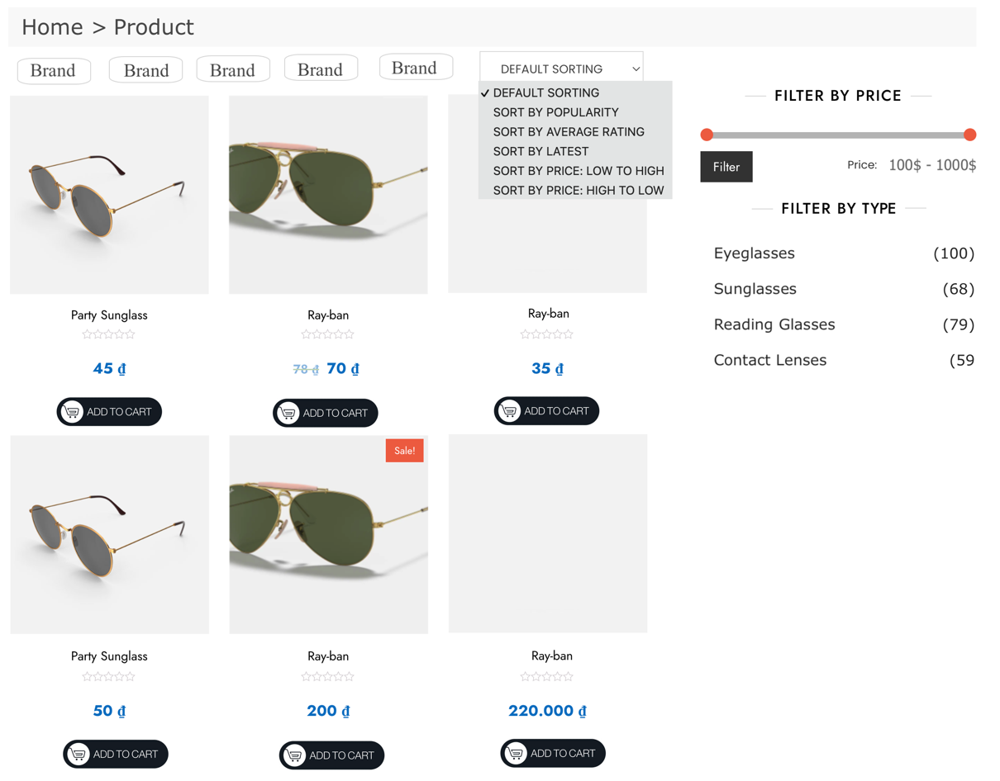 Home > Product
Brand Brand Brand Brand Brand
DEFAULT SORTING
✓ DEFAULT SORTING
SORT BY POPULARITY
SORT BY AVERAGE RATING
SORT BY LATEST
SORT BY PRICE: LOW TO HIGH
SORT BY PRICE: HIGH TO LOW
FILTER BY PRICE
Filter Price: 100$ - 1000$
FILTER BY TYPE
Eyeglasses (100)
Sunglasses (68)
Reading Glasses (79)
Contact Lenses (59
Party Sunglass Ray-ban Ray-ban
45 ₫ 78 ₫ 70 ₫ 35 ₫
ADD TO CART ADD TO CART ADD TO CART
Sale!
Party Sunglass Ray-ban Ray-ban
50 ₫ 200 ₫ 220.000 ₫
ADD TO CART ADD TO CART ADD TO CART